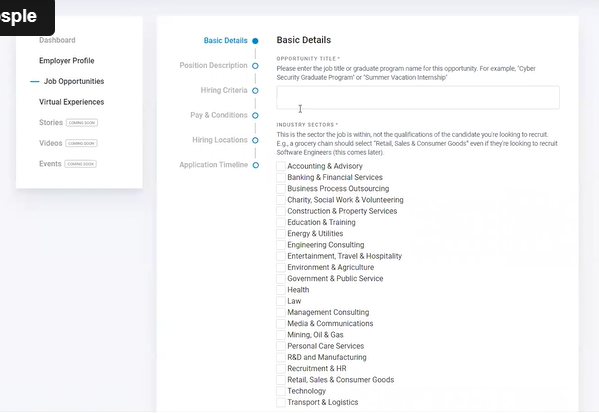 sple
Dashboard
Employer Profile
Job Opportunities
Virtual Experiences
Stories COMING SOON
Videos COMING SOON
Events COMING SOON
Basic Details
Position Description
Hiring Criteria
Pay & Conditions
Hiring Locations
Application Timeline
Basic Details
OPPORTUNITY TITLE *
Please enter the job title or graduate program name for this opportunity. For example, "Cyber
Security Graduate Program" or "Summer Vacation Internship"
INDUSTRY SECTORS *
This is the sector the job is within, not the qualifications of the candidate you're looking to recruit.
E.g., a grocery chain should select "Retail, Sales & Consumer Goods" even if they're looking to recruit
Software Engineers (this comes later).
Accounting & Advisory
Banking & Financial Services
Business Process Outsourcing
Charity, Social Work & Volunteering
Construction & Property Services
Education & Training
Energy & Utilities
Engineering Consulting
Entertainment, Travel & Hospitality
Environment & Agriculture
Government & Public Service
Health
Law
Management Consulting
Media & Communications
Mining, Oil & Gas
Personal Care Services
R&D and Manufacturing
Recruitment & HR
Retail, Sales & Consumer Goods
Technology
Transport & Logistics